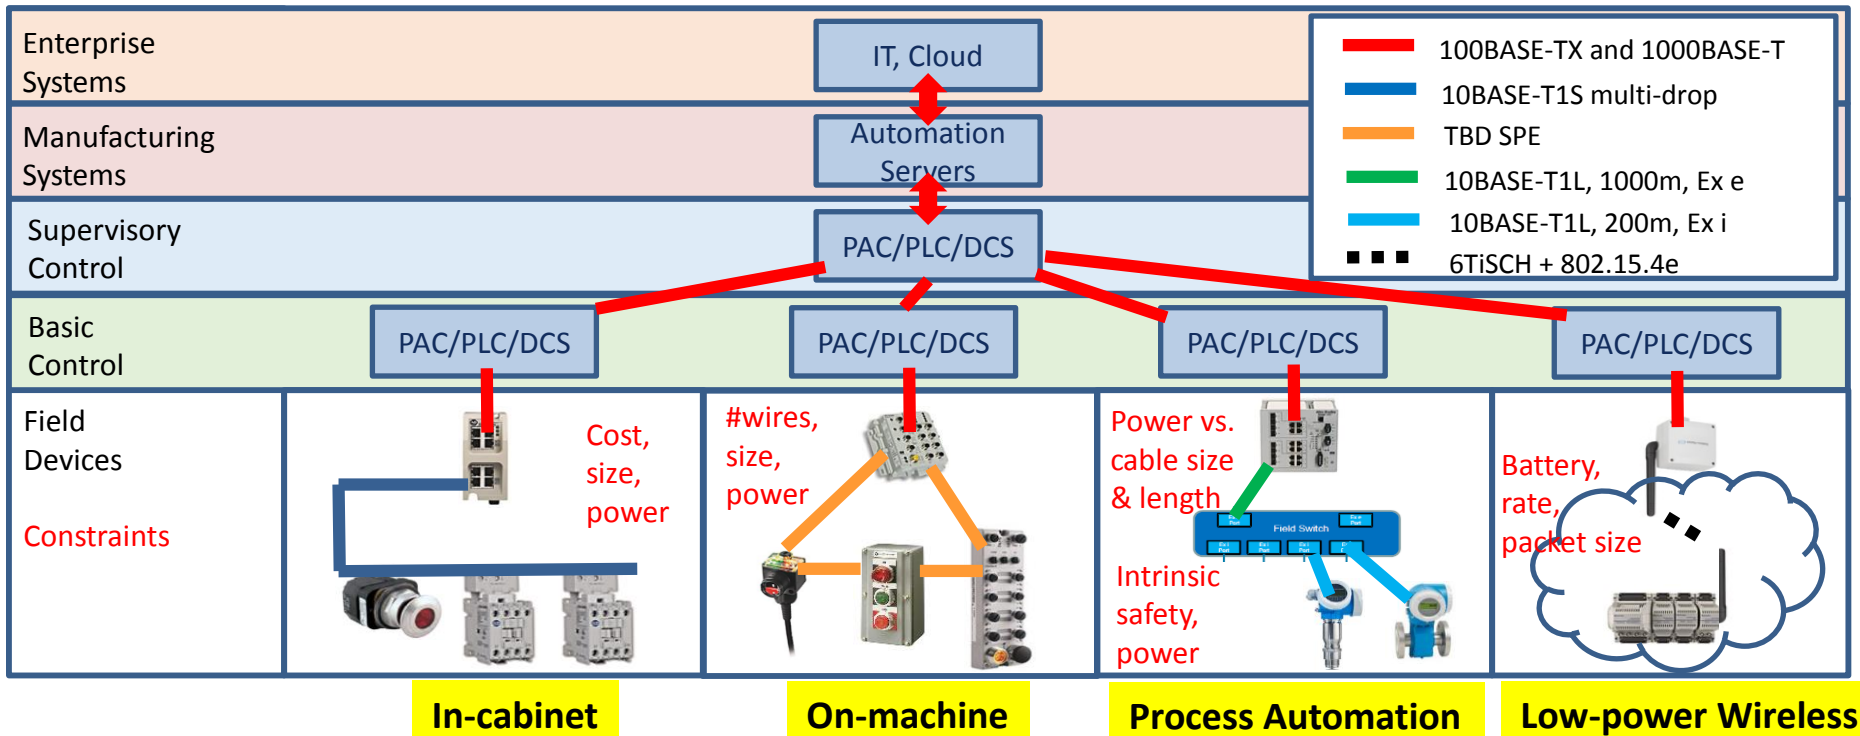 Enterprise
Systems
IT, Cloud
100BASE-TX and 1000BASE-T
10BASE-T1S multi-drop
TBD SPE
10BASE-T1L, 1000m, Ex e
10BASE-T1L, 200m, Ex i
6TiSCH + 802.15.4e
Manufacturing
Systems
Automation
Servers
Supervisory
Control
PAC/PLC/DCS
Basic
Control
PAC/PLC/DCS
PAC/PLC/DCS
PAC/PLC/DCS
PAC/PLC/DCS
Field
Devices
Constraints
Cost,
size,
power
#wires,
size,
power
Power vs.
cable size
& length
Field Switch
Intrinsic
safety,
power
Battery,
rate,
packet size
In-cabinet
On-machine
Process Automation
Low-power Wireless